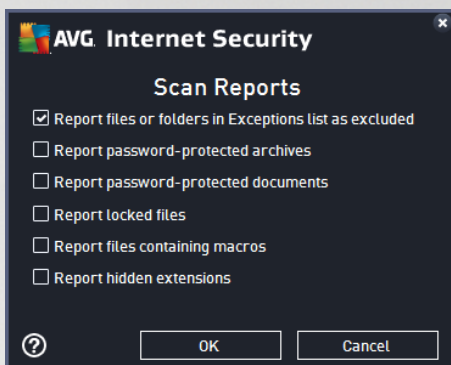 AVG. Internet Security
Scan Reports
Report files or folders in Exceptions list as excluded
Report password-protected archives
Report password-protected documents
Report locked files
Report files containing macros
Report hidden extensions
OK
Cancel